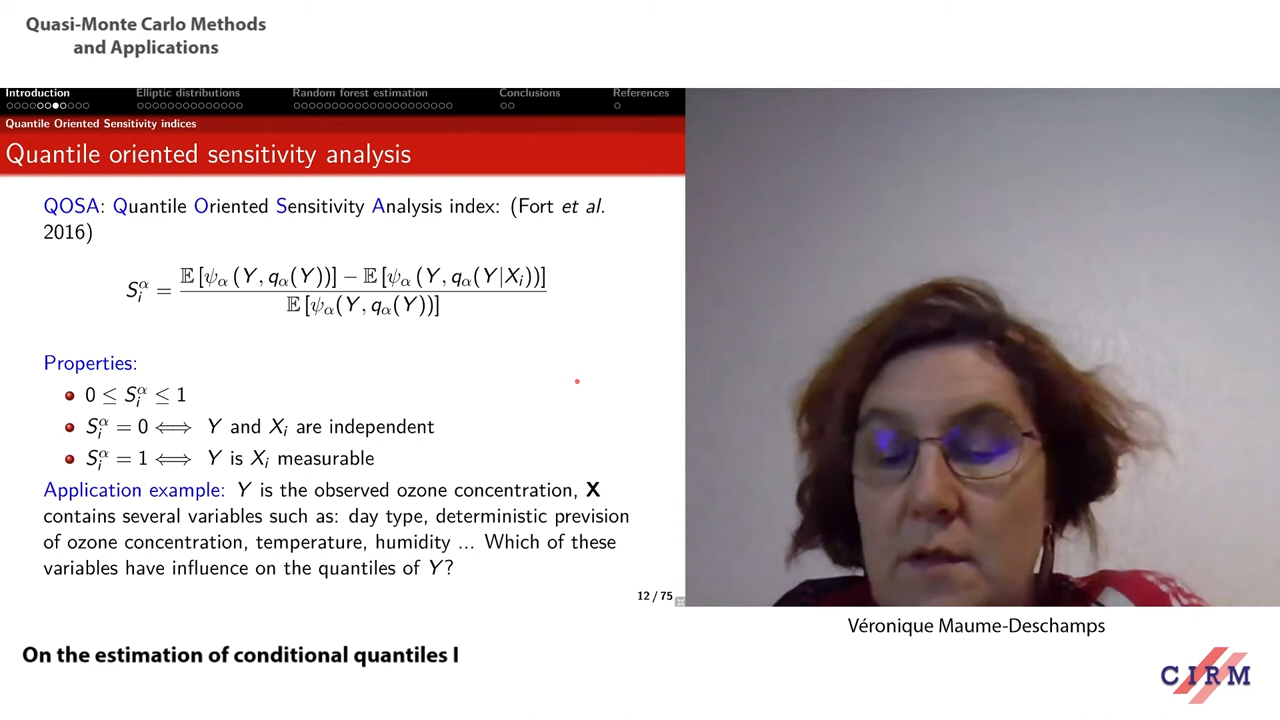 Quasi-Monte Carlo Methods
and Applications
Introduction Elliptic distributions Random forest estimation Conclusions References
Quantile Oriented Sensitivity indices
Quantile oriented sensitivity analysis
QOSA: Quantile Oriented Sensitivity Analysis index: (Fort et al.
2016)
S_i^α = (𝔼 [ψ_α (Y, q_α(Y))] − 𝔼 [ψ_α (Y, q_α(Y|X_i))]) / 𝔼 [ψ_α(Y, q_α(Y))]
Properties:
0 ≤ S_i^α ≤ 1
S_i^α = 0 ⟺ Y and X_i are independent
S_i^α = 1 ⟺ Y is X_i measurable
Application example: Y is the observed ozone concentration, X
contains several variables such as: day type, deterministic prevision
of ozone concentration, temperature, humidity ... Which of these
variables have influence on the quantiles of Y?
12 / 75
Véronique Maume-Deschamps
On the estimation of conditional quantiles I
CIRM